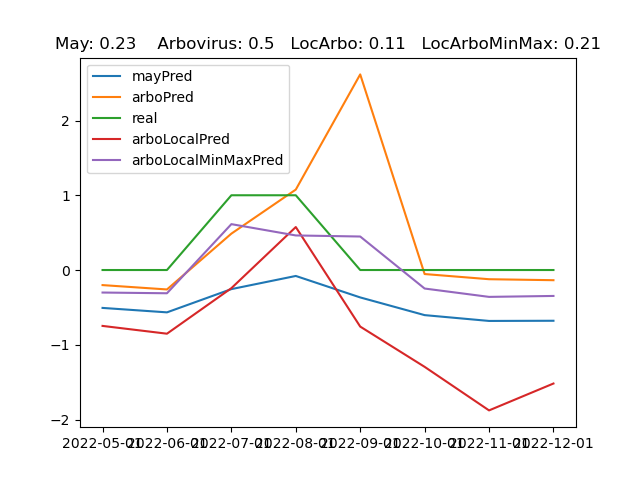 May: 0.23    Arbovirus: 0.5   LocArbo: 0.11   LocArboMinMax: 0.21
mayPred
arboPred
real
arboLocalPred
arboLocalMinMaxPred
2
1
0
−1
−2
2022-05-01 2022-06-01 2022-07-01 2022-08-01 2022-09-01 2022-10-01 2022-11-01 2022-12-01